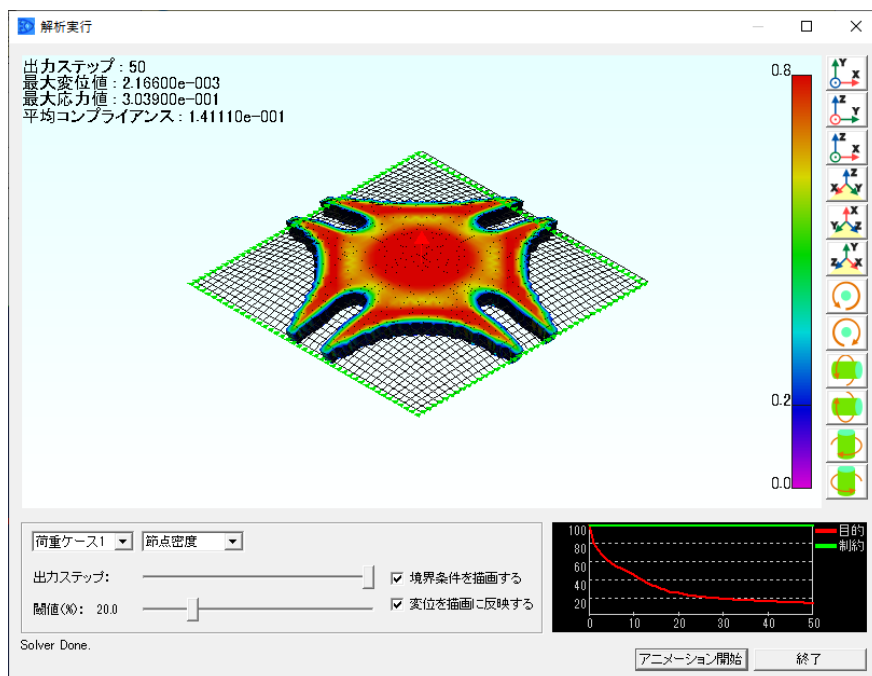 解析実行
出力ステップ : 50
最大変位値 : 2.16600e-003
最大応力値 : 3.03900e-001
平均コンプライアンス : 1.41110e-001
0.8
0.2
0.0
Y X
Z Y
Z X
Z X Y
X Y Z
Y Z X
荷重ケース1 節点密度
出力ステップ:
閾値(%): 20.0
境界条件を描画する
変位を描画に反映する
100
80
60
40
20
0 10 20 30 40 50
目的
制約
Solver Done.
アニメーション開始 終了